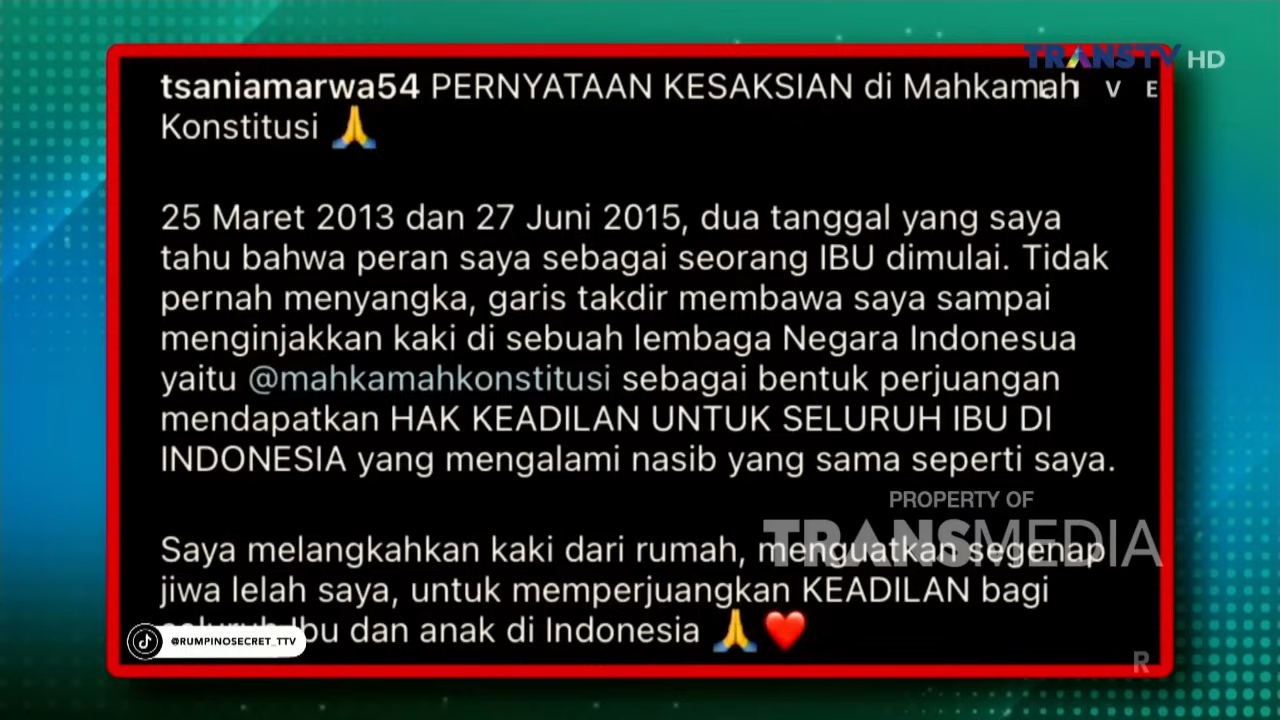 TRANSTV HD
L I V E
tsaniamarwa54 PERNYATAAN KESAKSIAN di Mahkamah
Konstitusi 🙏
25 Maret 2013 dan 27 Juni 2015, dua tanggal yang saya
tahu bahwa peran saya sebagai seorang IBU dimulai. Tidak
pernah menyangka, garis takdir membawa saya sampai
menginjakkan kaki di sebuah lembaga Negara Indonesua
yaitu @mahkamahkonstitusi sebagai bentuk perjuangan
mendapatkan HAK KEADILAN UNTUK SELURUH IBU DI
INDONESIA yang mengalami nasib yang sama seperti saya.
PROPERTY OF
TRANSMEDIA
Saya melangkahkan kaki dari rumah, menguatkan segenap
jiwa lelah saya, untuk memperjuangkan KEADILAN bagi
seluruh Ibu dan anak di Indonesia 🙏❤️
@RUMPINOSECRET_TTV
R